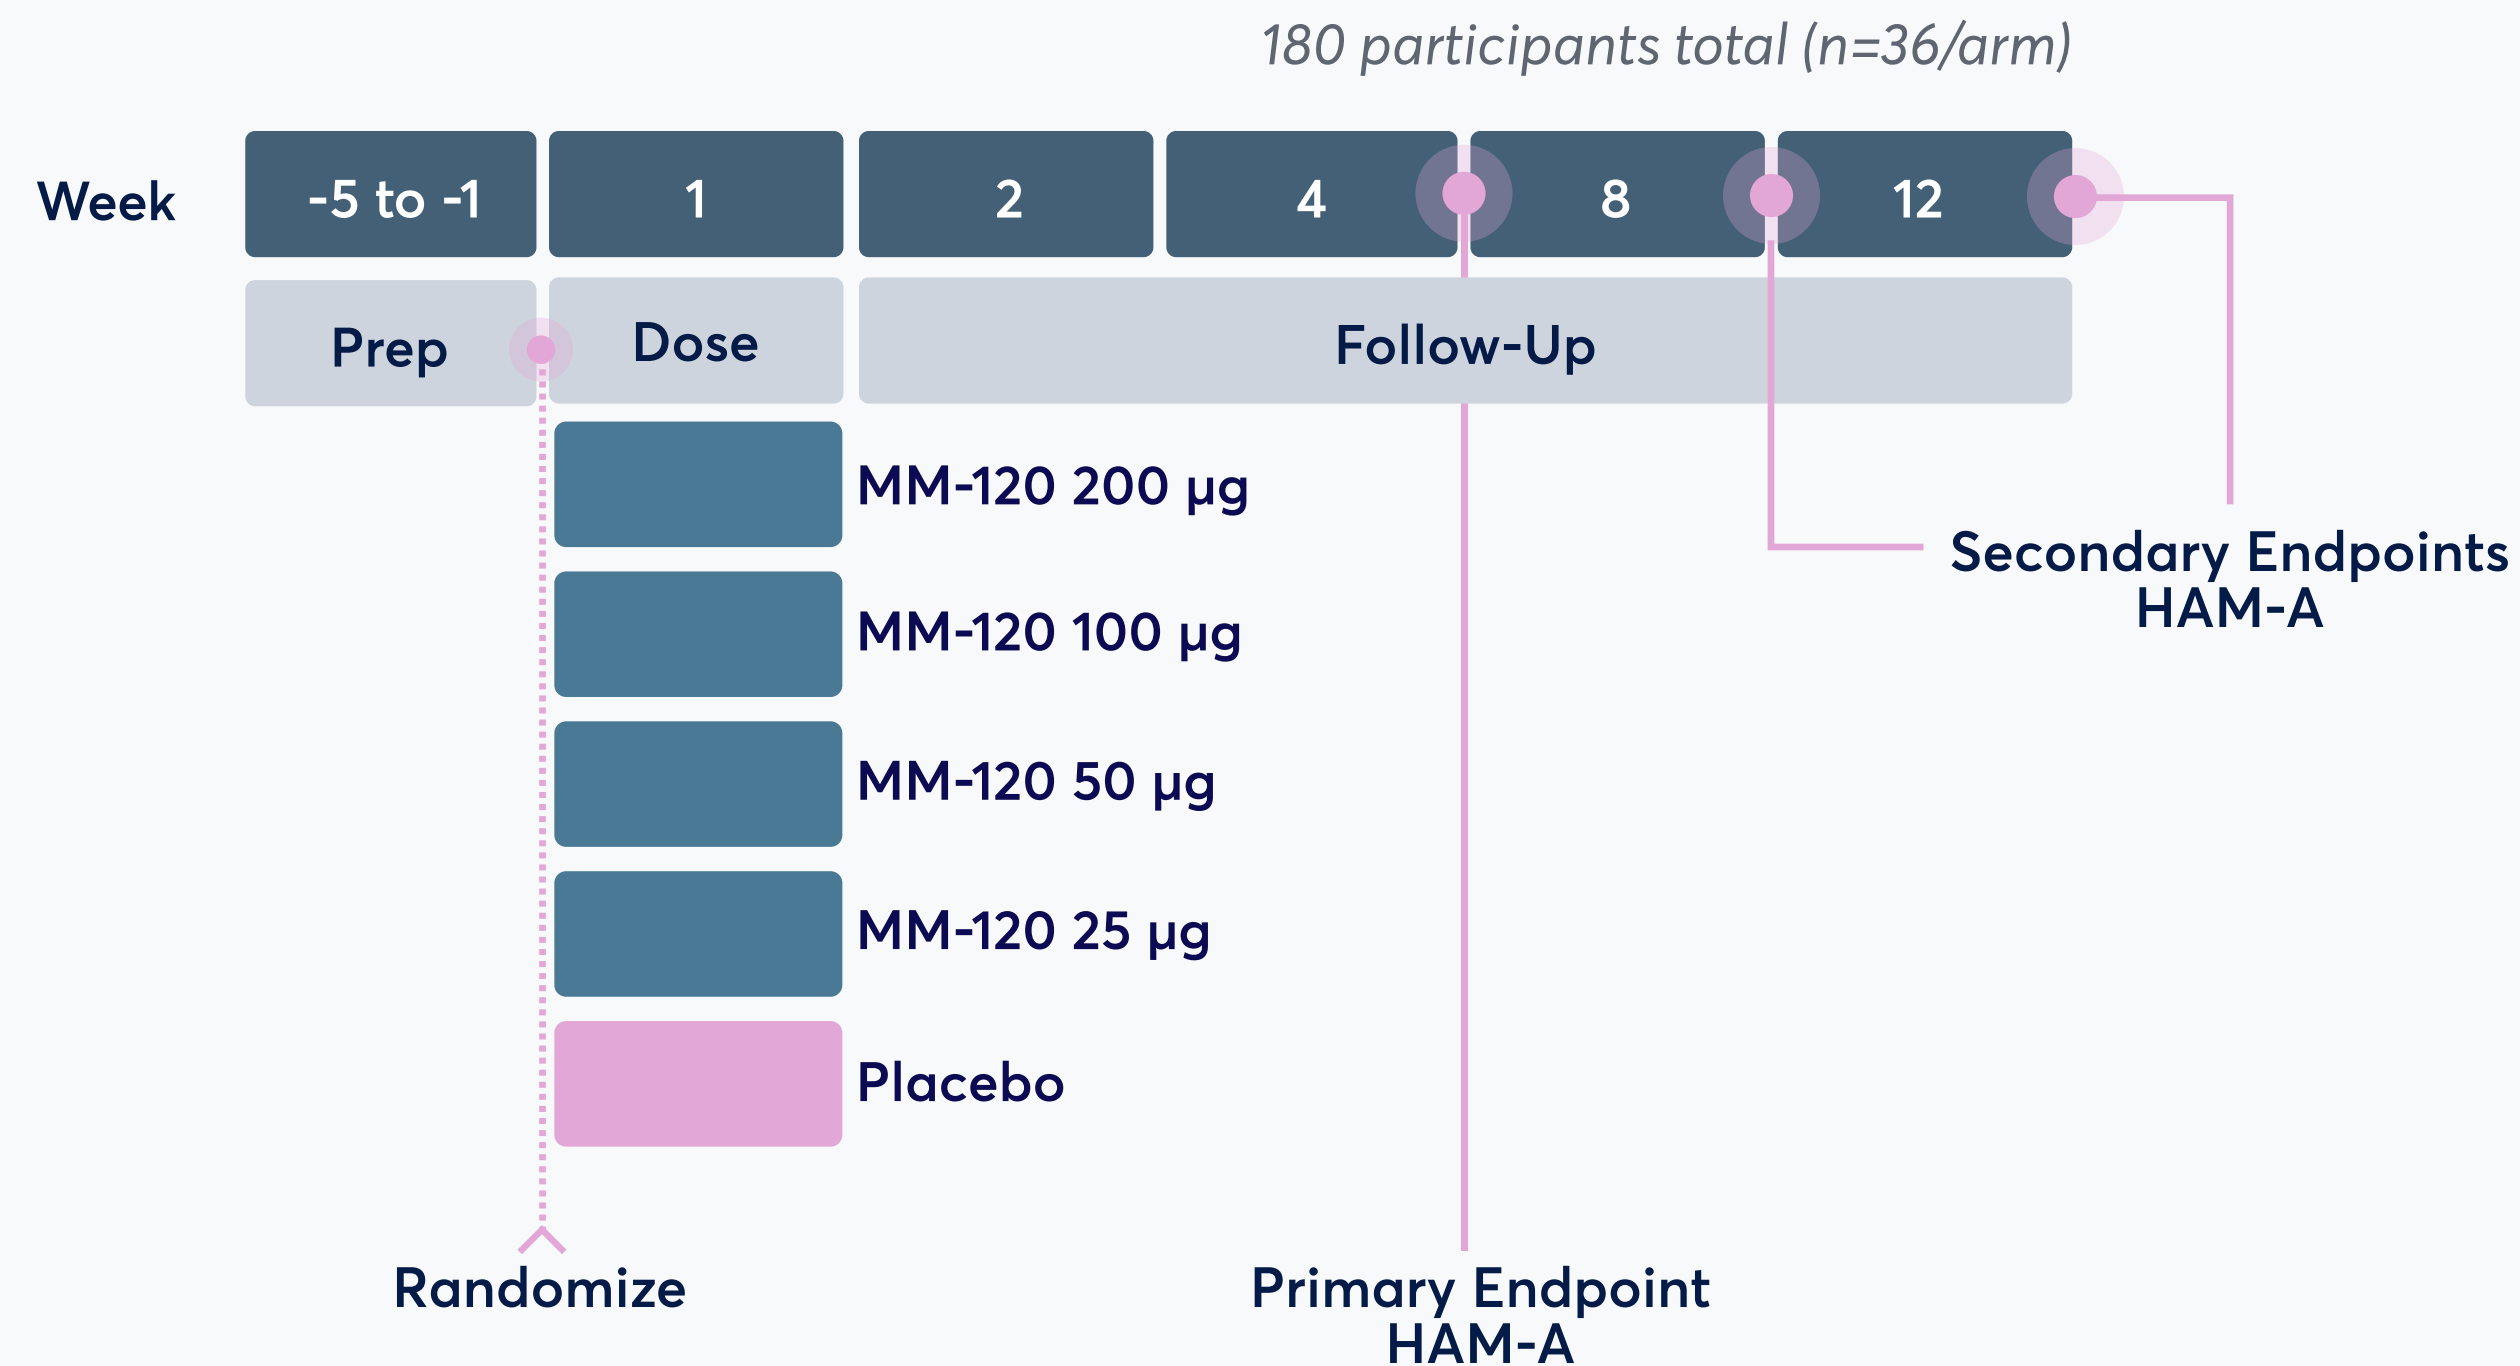 180 participants total (n=36/arm)
Week -5 to -1 1 2 4 8 12
Prep Dose Follow-Up
MM-120 200 µg
MM-120 100 µg
MM-120 50 µg
MM-120 25 µg
Placebo
Secondary Endpoints
HAM-A
Randomize
Primary Endpoint
HAM-A